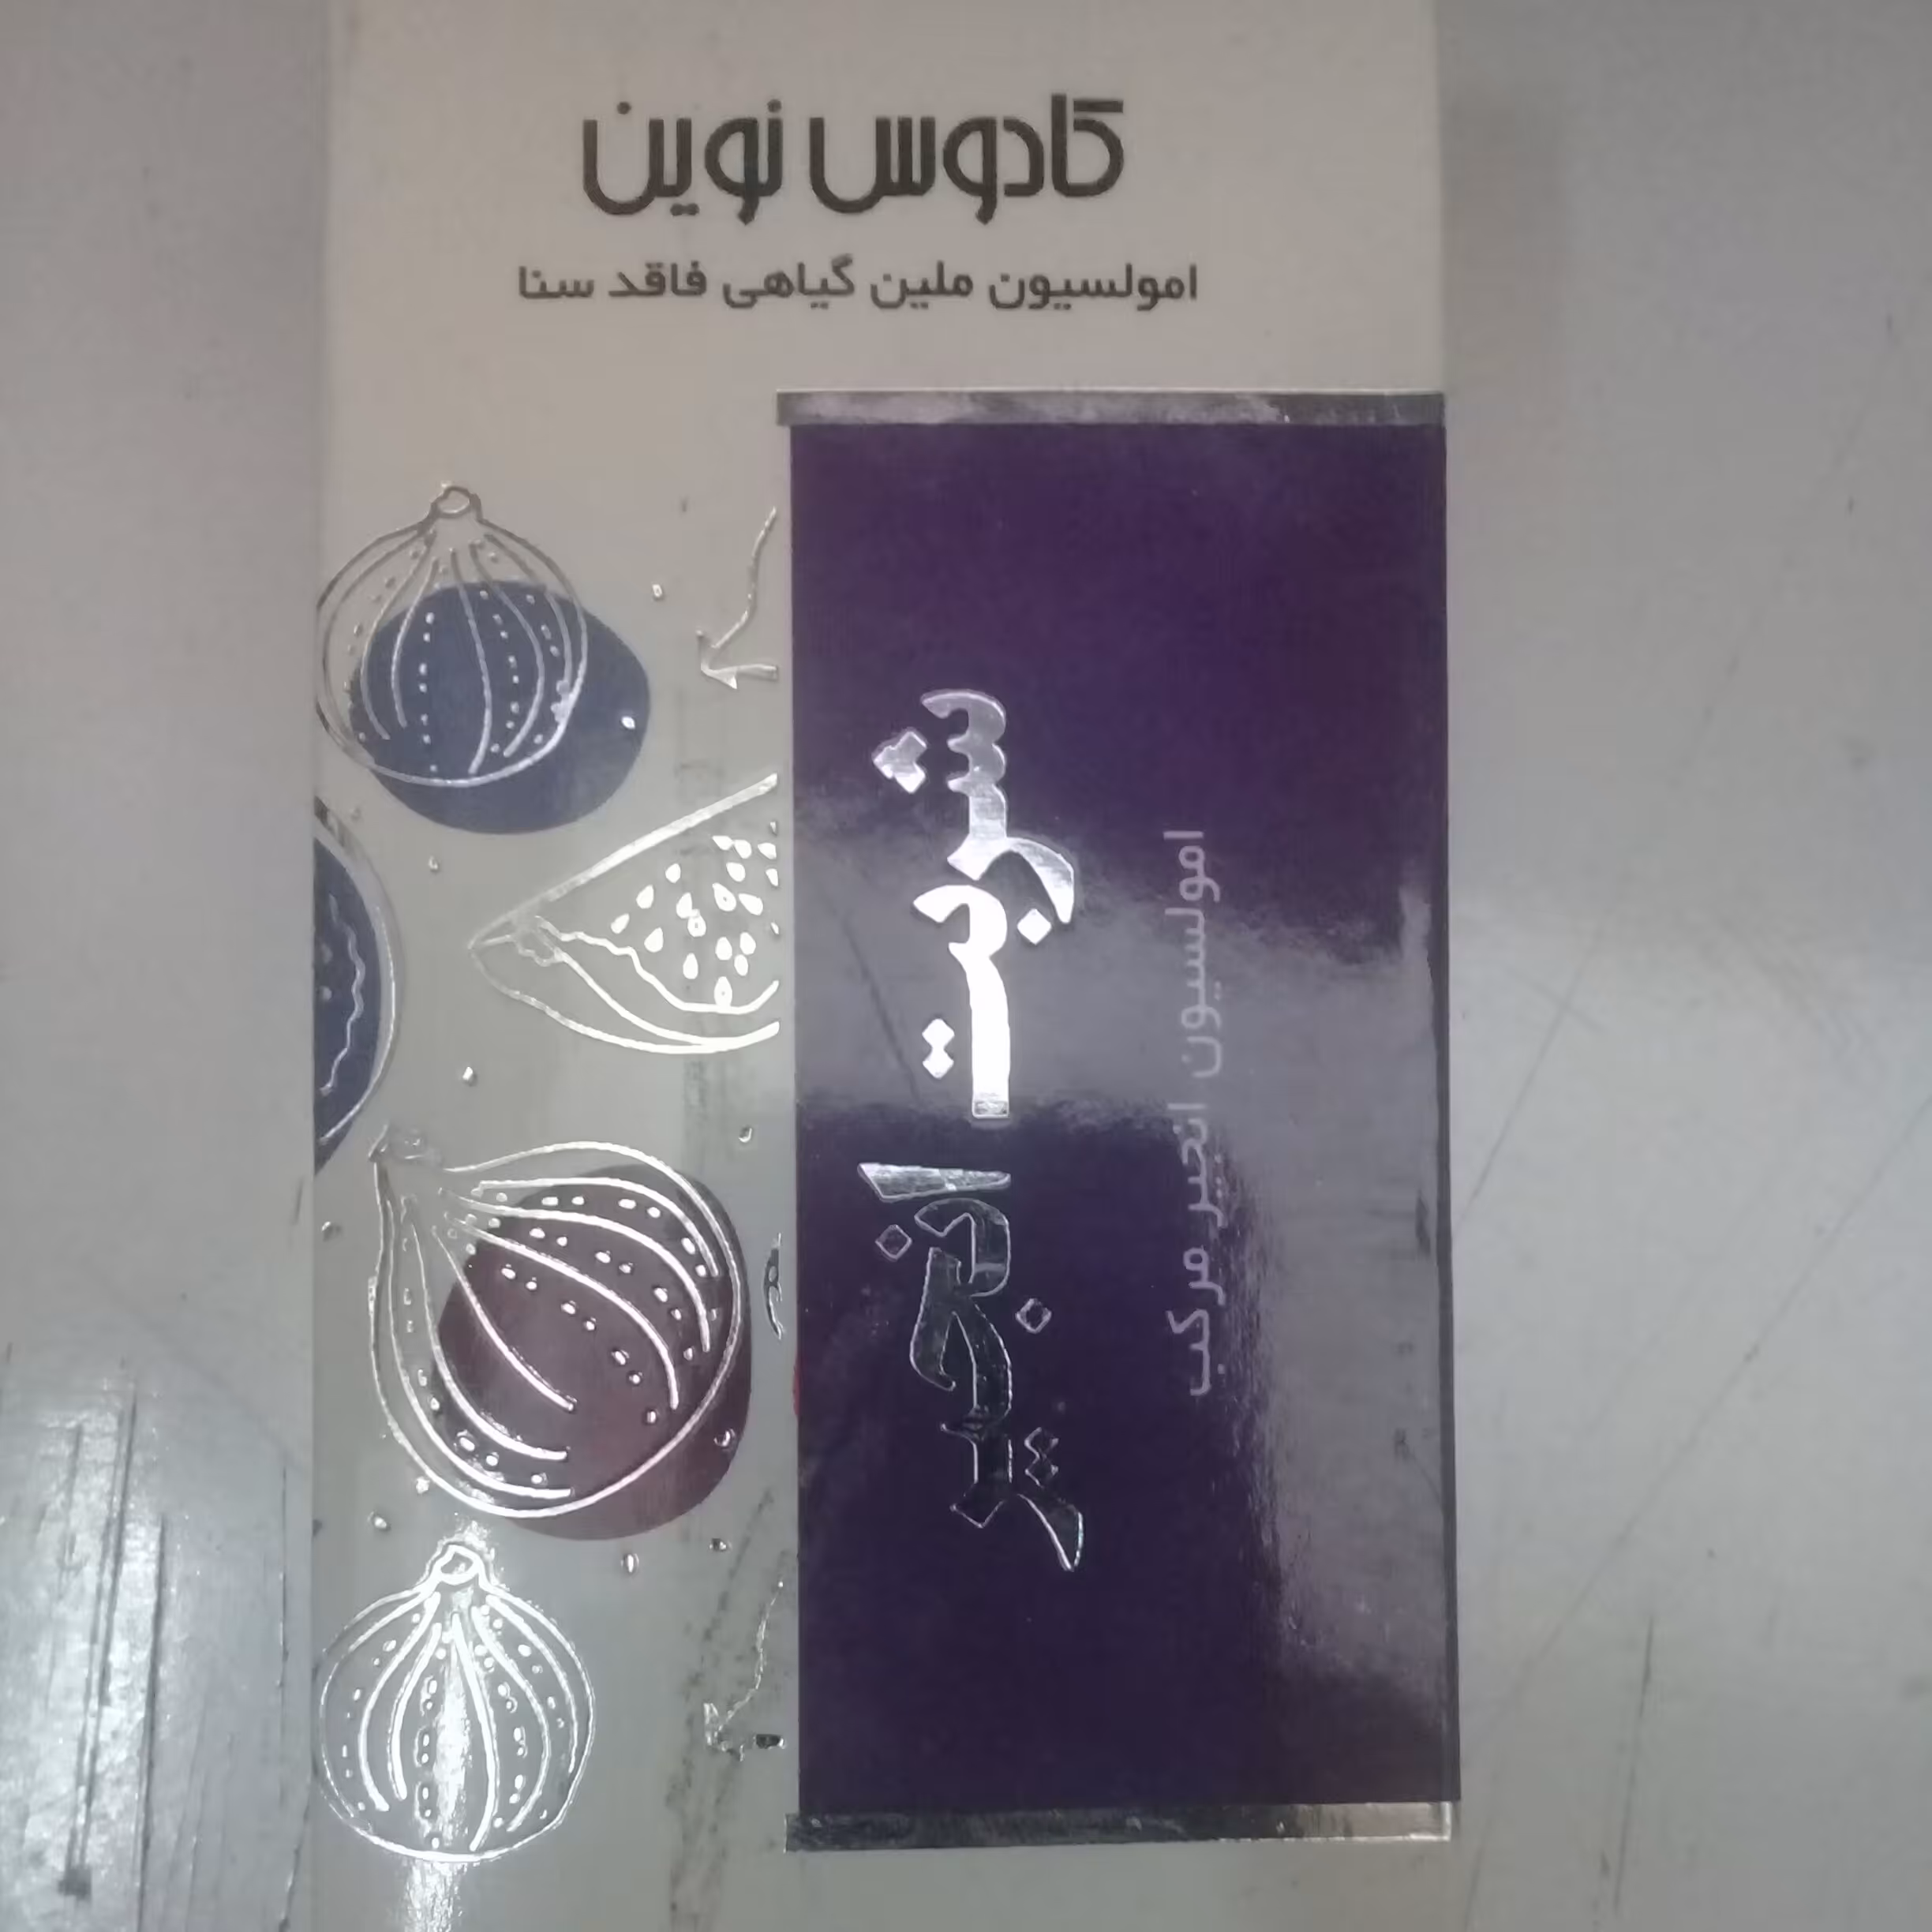 کادوس نوین
امولسیون ملین گیاهی فاقد سنا
شربت انجیر
امولسیون انجیر مرکب